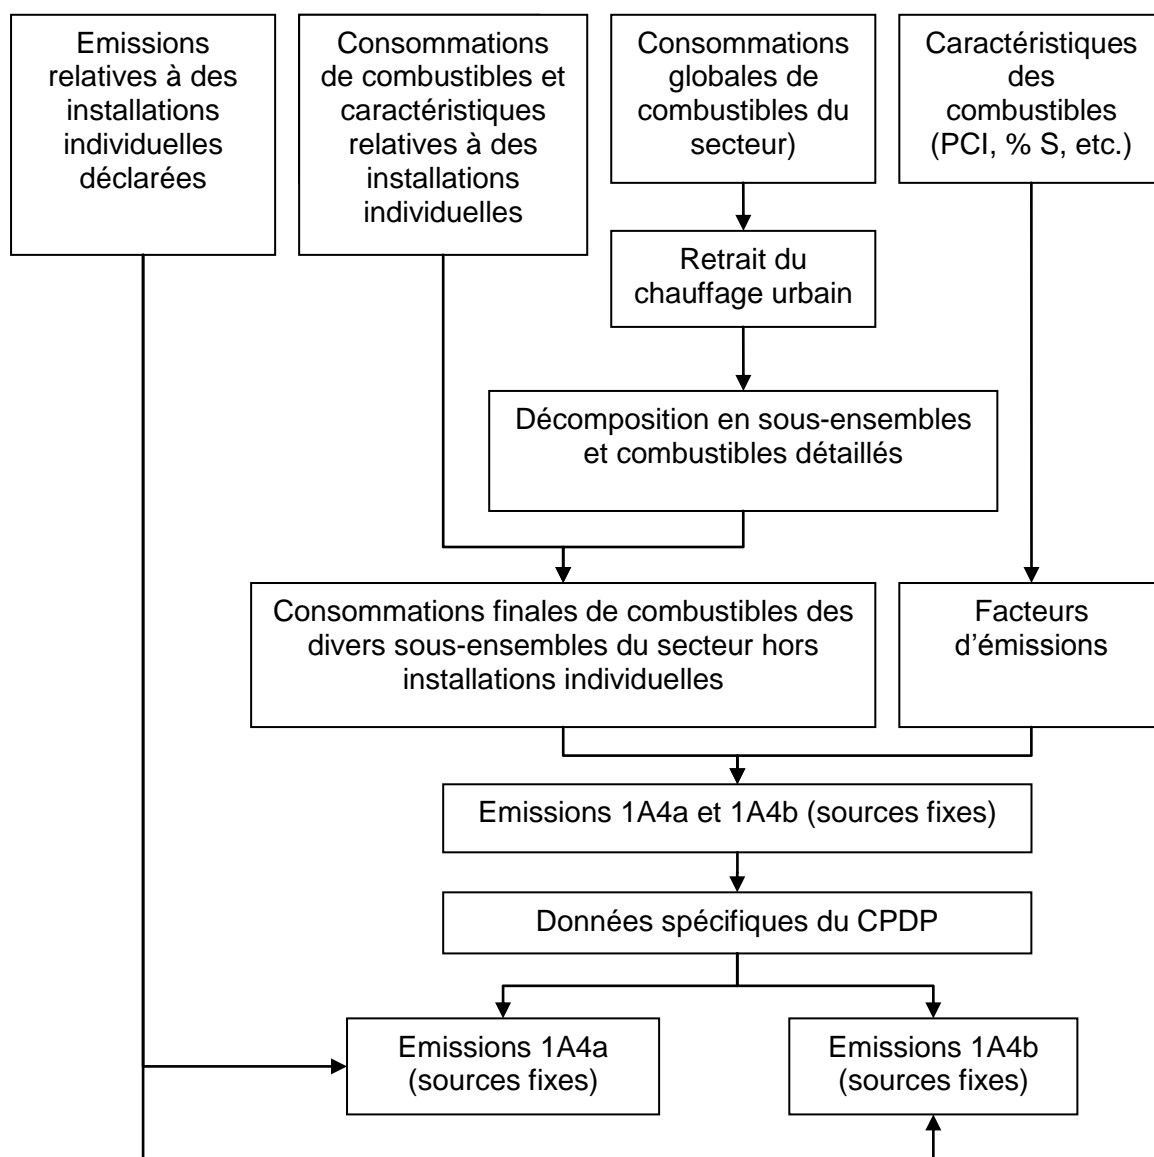 Emissions
relatives à des
installations
individuelles
déclarées
Consommations
de combustibles et
caractéristiques
relatives à des
installations
individuelles
Consommations
globales de
combustibles du
secteur)
Caractéristiques
des
combustibles
(PCI, % S, etc.)
Retrait du
chauffage urbain
Décomposition en sous-ensembles
et combustibles détaillés
Consommations finales de combustibles des
divers sous-ensembles du secteur hors
installations individuelles
Facteurs
d’émissions
Emissions 1A4a et 1A4b (sources fixes)
Données spécifiques du CPDP
Emissions 1A4a
(sources fixes)
Emissions 1A4b
(sources fixes)